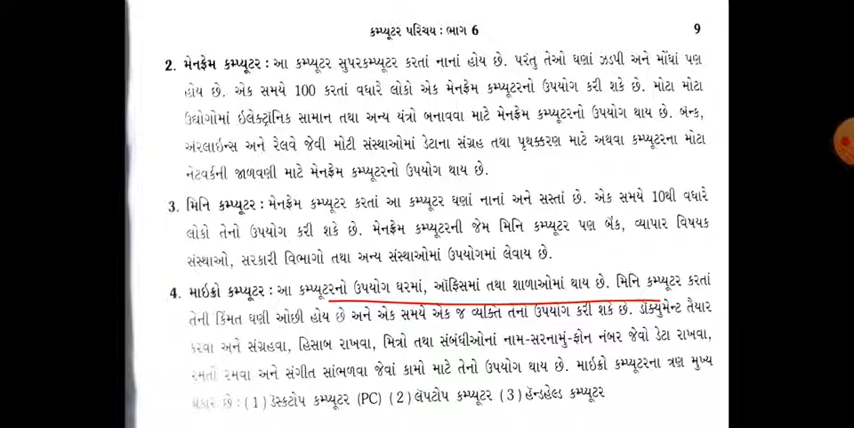 કમ્પ્યૂટર પરિચય : ભાગ 6 9
2. મેનફ્રેમ કમ્પ્યૂટર : આ કમ્પ્યૂટર સુપરકમ્પ્યૂટર કરતાં નાનાં હોય છે. પરંતુ તેઓ ઘણાં ઝડપી અને મોંઘાં પણ
હોય છે. એક સમયે 100 કરતાં વધારે લોકો એક મેનફ્રેમ કમ્પ્યૂટરનો ઉપયોગ કરી શકે છે. મોટા મોટા
ઉદ્યોગોમાં ઇલેક્ટ્રૉનિક સામાન તથા અન્ય યંત્રો બનાવવા માટે મેનફ્રેમ કમ્પ્યૂટરનો ઉપયોગ થાય છે. બૅન્ક,
અરલાઇન્સ અને રેલવે જેવી મોટી સંસ્થાઓમાં ડેટાના સંગ્રહ તથા પૃથક્કરણ માટે અથવા કમ્પ્યૂટરના મોટા
નેટવર્કની જાળવણી માટે મેનફ્રેમ કમ્પ્યૂટરનો ઉપયોગ થાય છે.
3. મિનિ કમ્પ્યૂટર : મેનફ્રેમ કમ્પ્યૂટર કરતાં આ કમ્પ્યૂટર ઘણાં નાનાં અને સસ્તાં છે. એક સમયે 10થી વધારે
લોકો તેનો ઉપયોગ કરી શકે છે. મેનફ્રેમ કમ્પ્યૂટરની જેમ મિનિ કમ્પ્યૂટર પણ બૅંક, વ્યાપાર વિષયક
સંસ્થાઓ, સરકારી વિભાગો તથા અન્ય સંસ્થાઓમાં ઉપયોગમાં લેવાય છે.
4. માઇક્રો કમ્પ્યૂટર : આ કમ્પ્યૂટરનો ઉપયોગ ઘરમાં, ઑફિસમાં તથા શાળાઓમાં થાય છે. મિનિ કમ્પ્યૂટર કરતાં
તેની કિંમત ઘણી ઓછી હોય છે અને એક સમયે એક જ વ્યક્તિ તેનો ઉપયોગ કરી શકે છે. ડૉક્યુમેન્ટ તૈયાર
કરવા અને સંગ્રહવા, હિસાબ રાખવા, મિત્રો તથા સંબંધીઓનાં નામ-સરનામું-ફોન નંબર જેવો ડેટા રાખવા,
રમતો રમવા અને સંગીત સાંભળવા જેવાં કામો માટે તેનો ઉપયોગ થાય છે. માઇક્રો કમ્પ્યૂટરના ત્રણ મુખ્ય
પ્રકાર છે : (1) ડેસ્કટોપ કમ્પ્યૂટર (PC) (2) લૅપટોપ કમ્પ્યૂટર (3) હૅન્ડહેલ્ડ કમ્પ્યૂટર